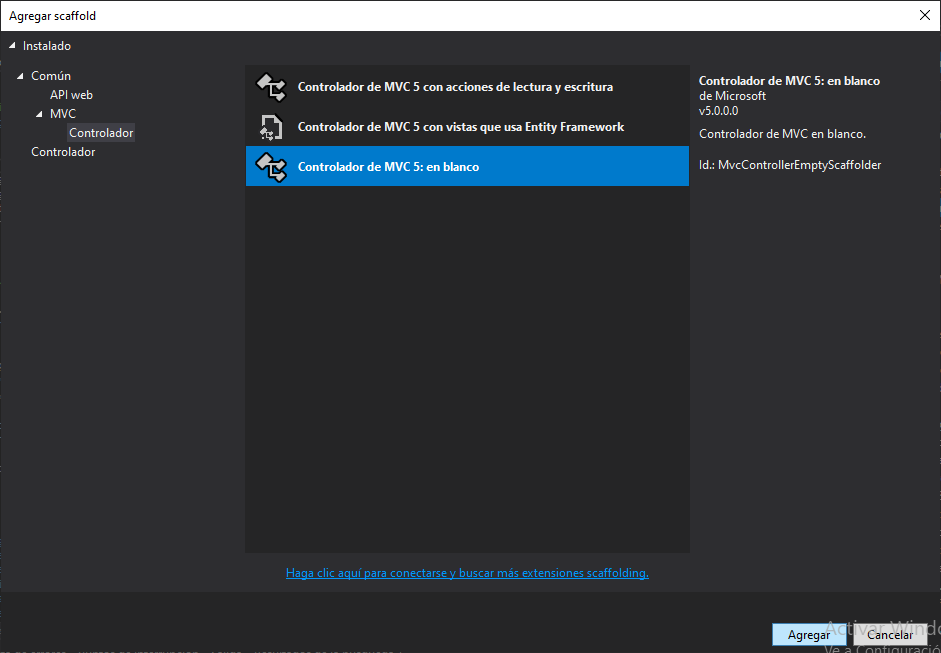 Agregar scaffold
Instalado
Común
API web
MVC
Controlador
Controlador
Controlador de MVC 5 con acciones de lectura y escritura
Controlador de MVC 5 con vistas que usa Entity Framework
Controlador de MVC 5: en blanco
Controlador de MVC 5: en blanco
de Microsoft
v5.0.0.0
Controlador de MVC en blanco.
Id.: MvcControllerEmptyScaffolder
Haga clic aquí para conectarse y buscar más extensiones scaffolding.
Activar Windo
Agregar
Cancelar
Ve a Configuració